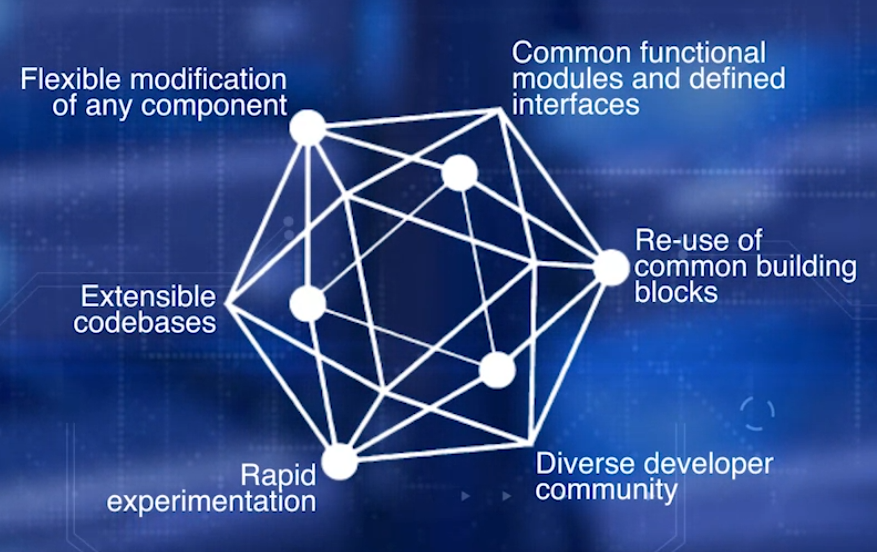 Flexible modification
of any component
Common functional
modules and defined
interfaces
Re-use of
common building
blocks
Extensible
codebases
Rapid
experimentation
Diverse developer
community